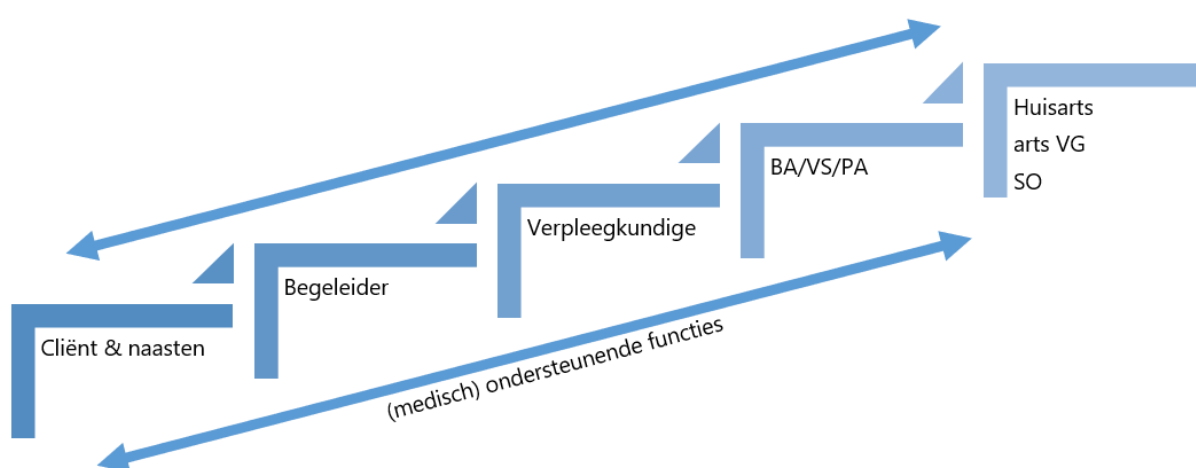 Cliënt & naasten
Begeleider
Verpleegkundige
BA/VS/PA
Huisarts
arts VG
SO
(medisch) ondersteunende functies